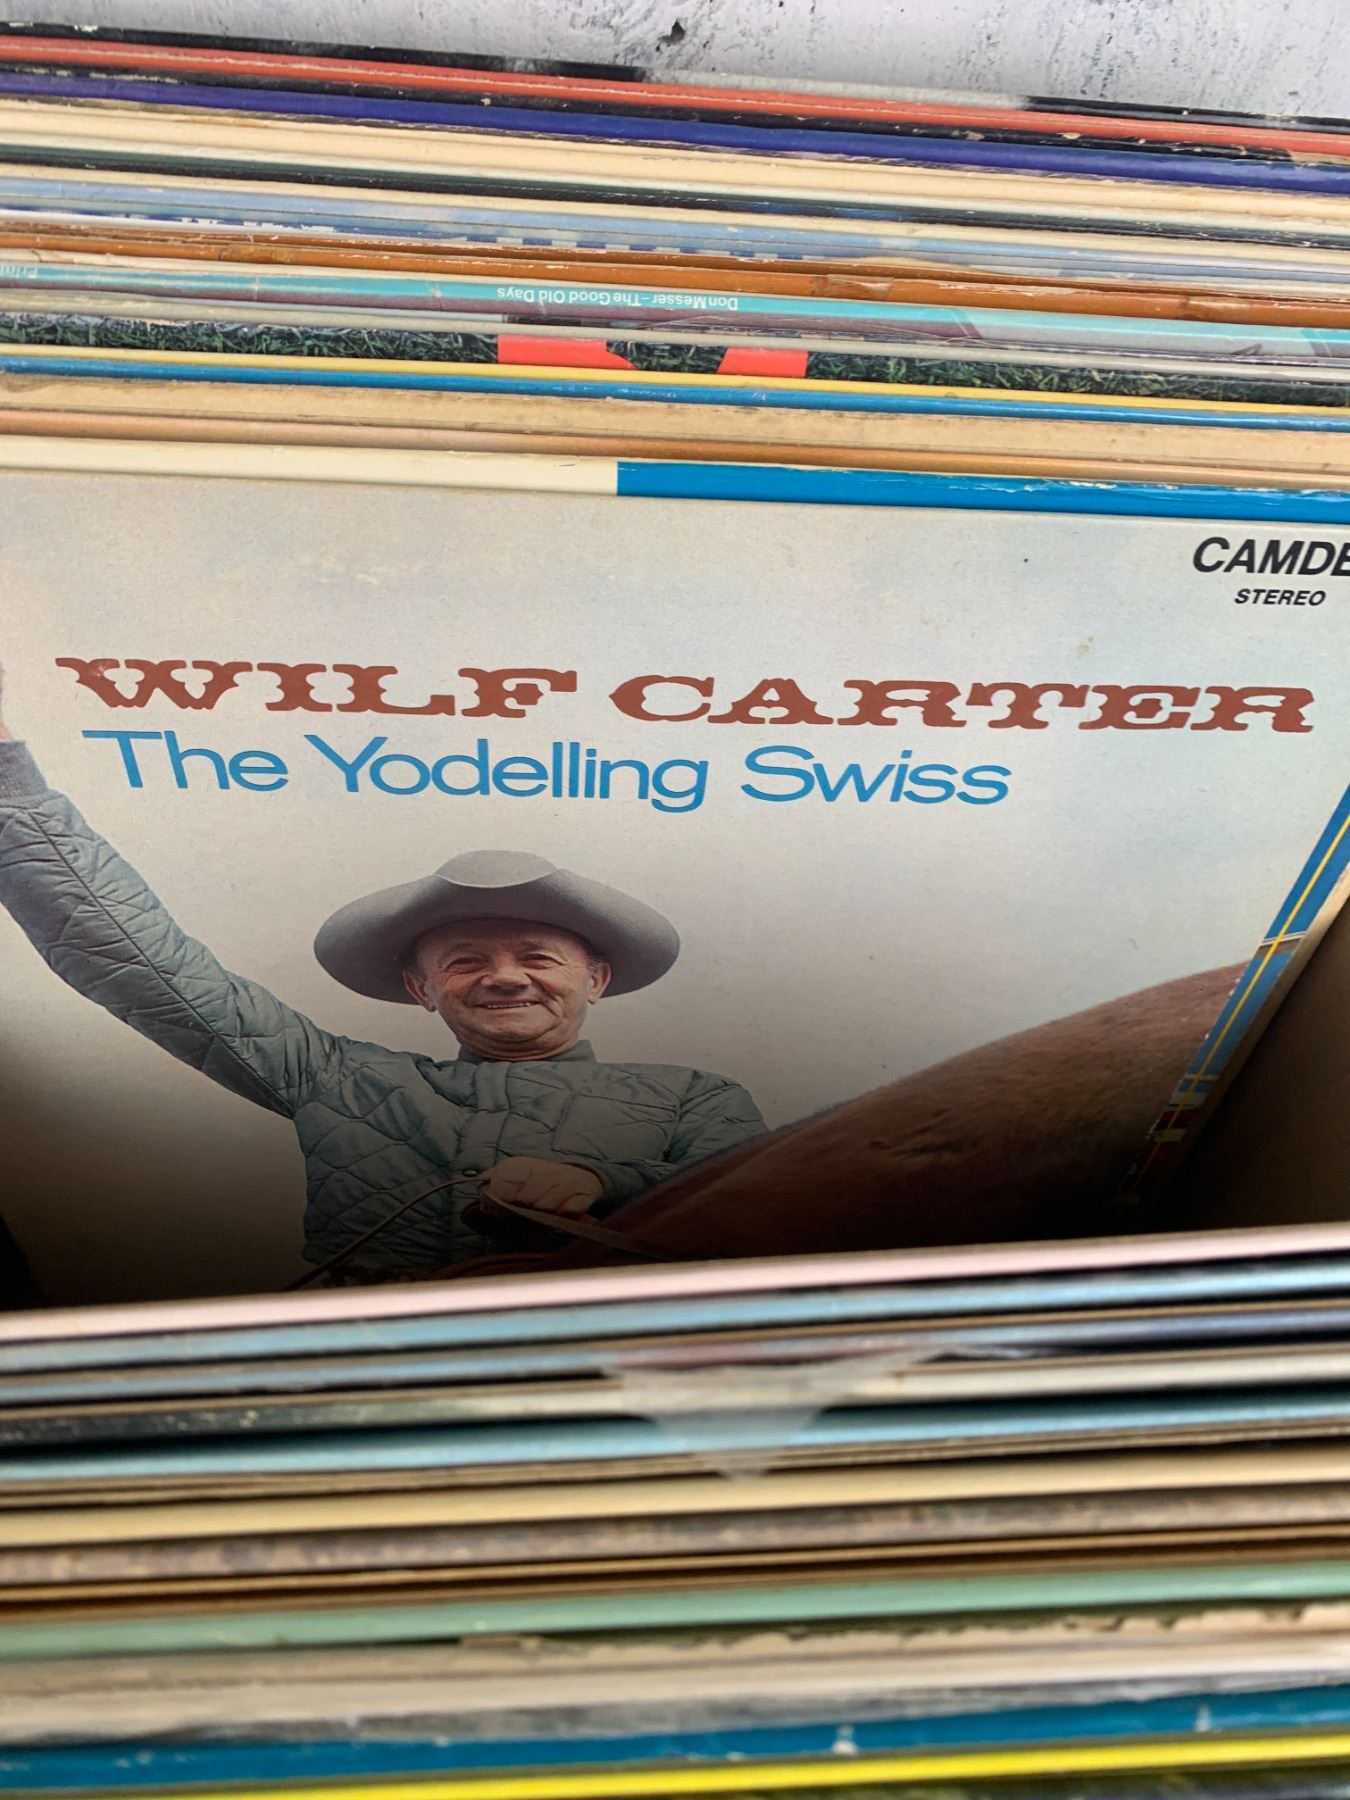 Don Messer–The Good Old Days
CAMDE
STEREO
WILF CARTER
The Yodelling Swiss